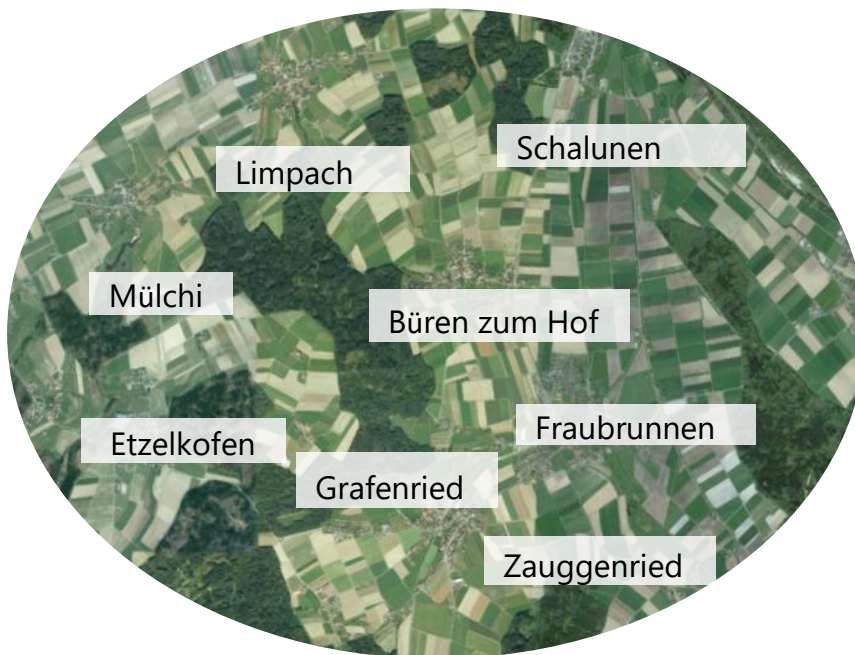 Schalunen
Limpach
Mülchi
Büren zum Hof
Fraubrunnen
Etzelkofen
Grafenried
Zauggenried